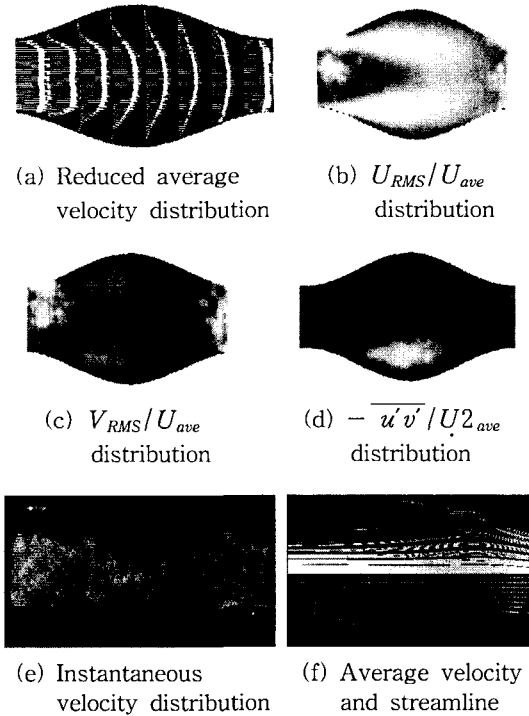 (a) Reduced average
velocity distribution
(b) U_RMS/U_ave
distribution
(c) V_RMS/U_ave
distribution
(d) − u′v′/U2_ave
distribution
(e) Instantaneous
velocity distribution
(f) Average velocity
and streamline